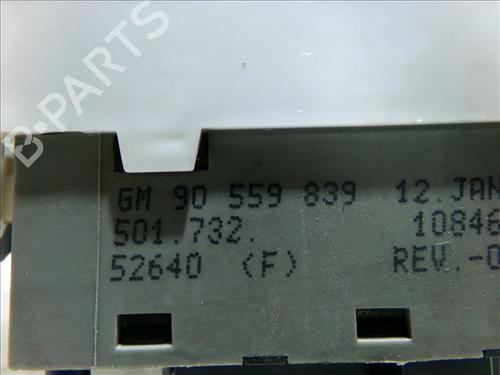 B-PARTS
GM 90 559 839 12.JAN
501.732. 10846
52640 (F) REV.-0